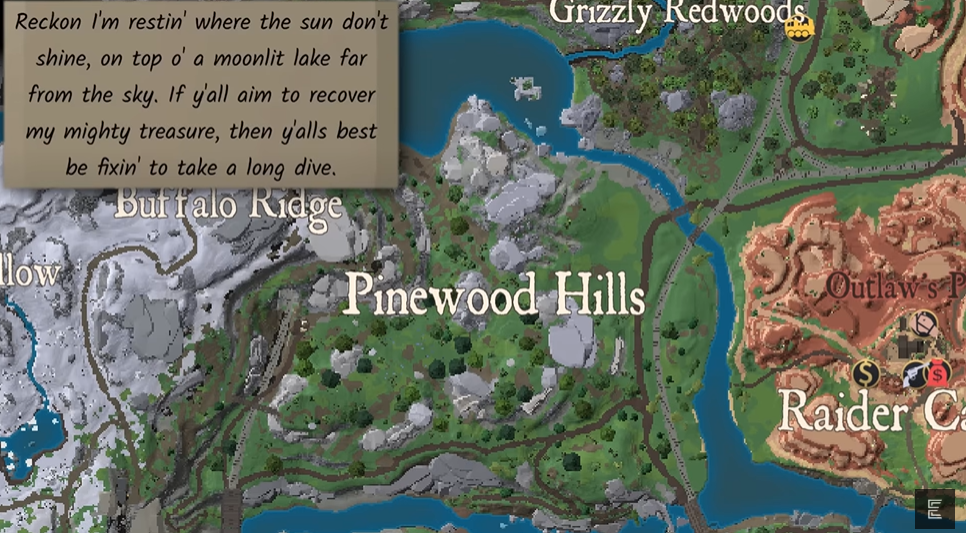 Reckon I'm restin' where the sun don't
shine, on top o' a moonlit lake far
from the sky. If y'all aim to recover
my mighty treasure, then y'alls best
be fixin' to take a long dive.
Grizzly Redwoods
Buffalo Ridge
Pinewood Hills
Outlaw's
Raider
$
$
E